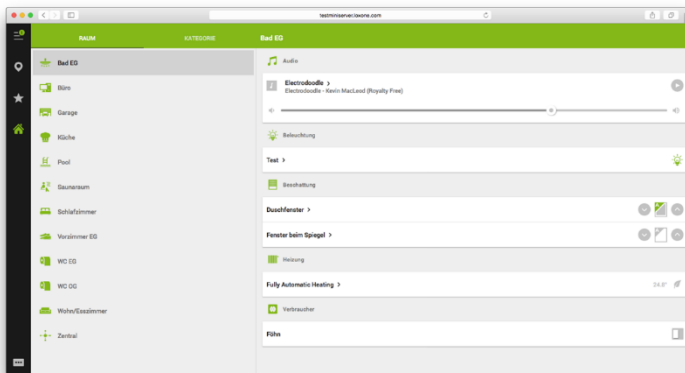 testminiserver.loxone.com
RAUM
KATEGORIE
Bad EG
Bad EG
Büro
Garage
Küche
Pool
Saunaraum
Schlafzimmer
Vorzimmer EG
WC EG
WC OG
Wohn/Esszimmer
Zentral
Audio
Electrodoodle >
Electrodoodle - Kevin MacLeod (Royalty Free)
Beleuchtung
Test >
Beschattung
Duschfenster >
Fenster beim Spiegel >
Heizung
Fully Automatic Heating >
24.8°
Verbraucher
Föhn